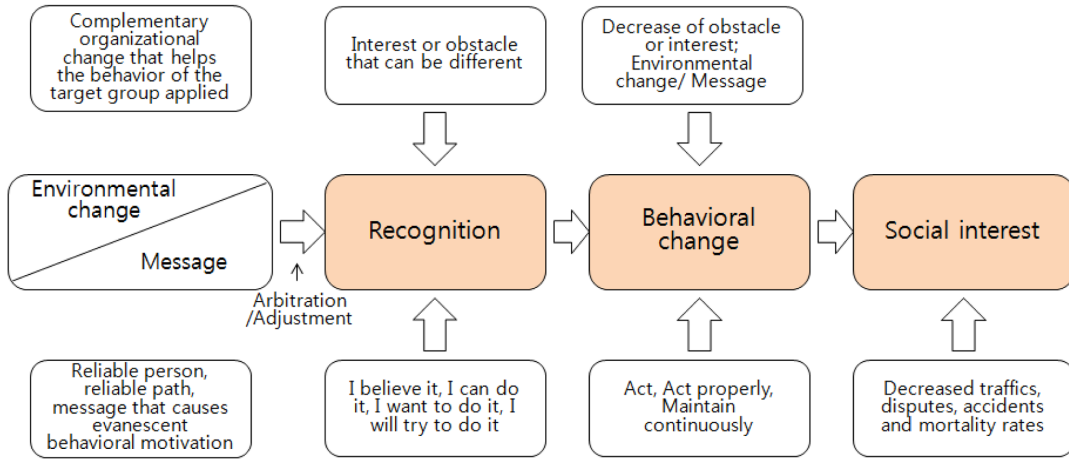 Complementary
organizational
change that helps
the behavior of the
target group applied
Interest or obstacle
that can be different
Decrease of obstacle
or interest;
Environmental
change/ Message
Environmental
change
Message
Arbitration
/Adjustment
Recognition
Behavioral
change
Social interest
Reliable person,
reliable path,
message that causes
evanescent
behavioral motivation
I believe it, I can do
it, I want to do it, I
will try to do it
Act, Act properly,
Maintain
continuously
Decreased traffics,
disputes, accidents
and mortality rates